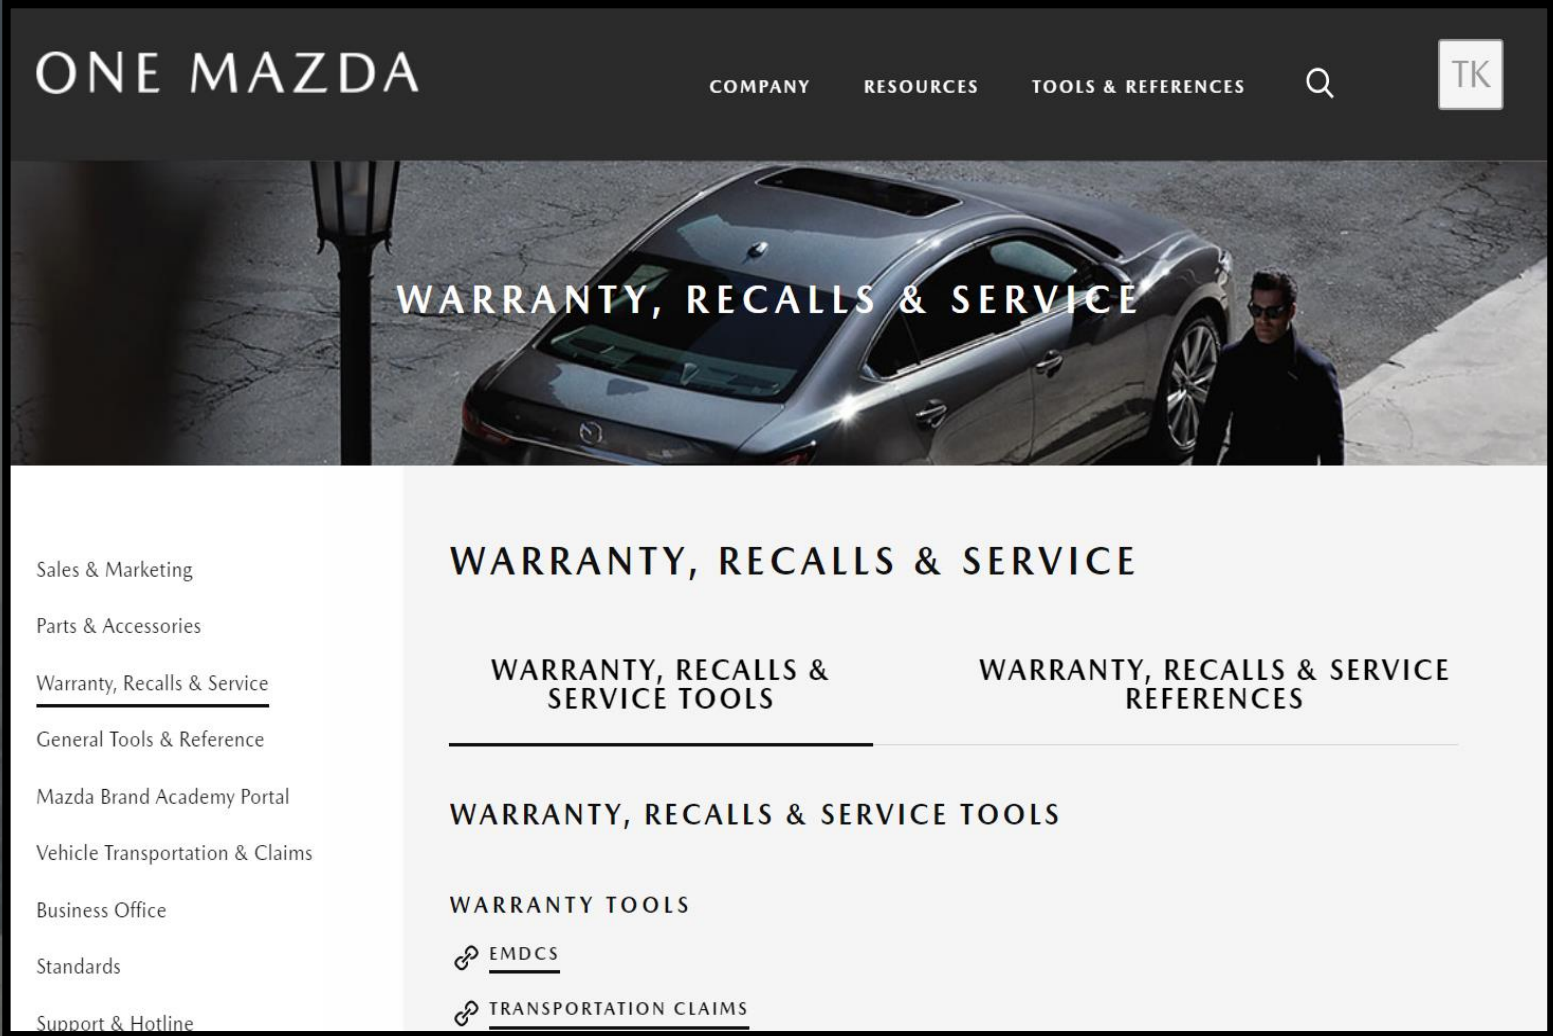 ONE MAZDA
COMPANY
RESOURCES
TOOLS & REFERENCES
TK
WARRANTY, RECALLS & SERVICE
Sales & Marketing
Parts & Accessories
Warranty, Recalls & Service
General Tools & Reference
Mazda Brand Academy Portal
Vehicle Transportation & Claims
Business Office
Standards
Support & Hotline
WARRANTY, RECALLS & SERVICE
WARRANTY, RECALLS &
SERVICE TOOLS
WARRANTY, RECALLS & SERVICE
REFERENCES
WARRANTY, RECALLS & SERVICE TOOLS
WARRANTY TOOLS
EMDCS
TRANSPORTATION CLAIMS